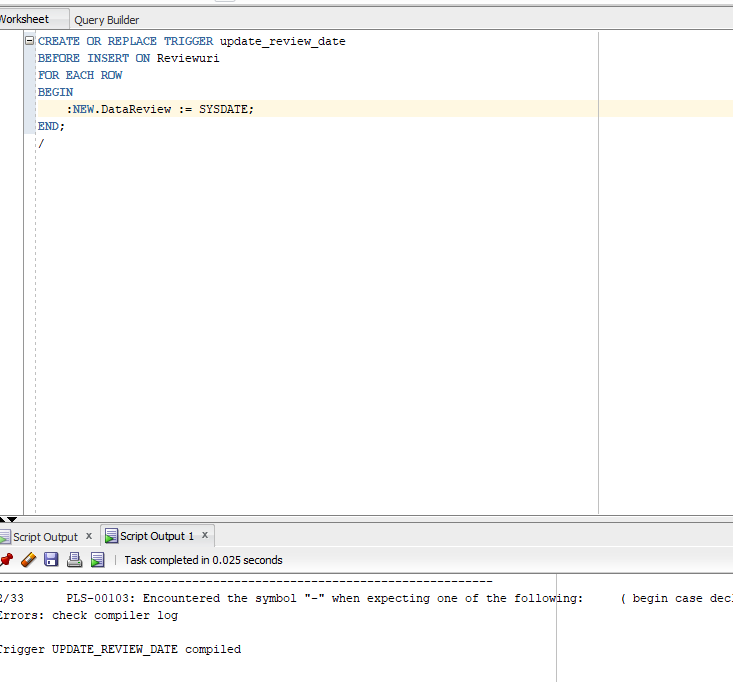 Worksheet Query Builder
CREATE OR REPLACE TRIGGER update_review_date
BEFORE INSERT ON Reviewuri
FOR EACH ROW
BEGIN
    :NEW.DataReview := SYSDATE;
END;
/
Script Output x Script Output 1 x
Task completed in 0.025 seconds
-------- -------------------------------------------------------------
2/33      PLS-00103: Encountered the symbol "-" when expecting one of the following:     ( begin case decl
Errors: check compiler log
Trigger UPDATE_REVIEW_DATE compiled